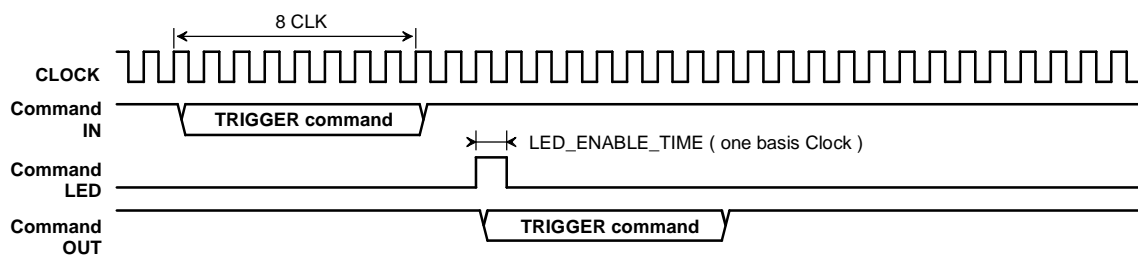 8 CLK
CLOCK
Command
IN
TRIGGER command
LED_ENABLE_TIME ( one basis Clock )
Command
LED
Command
OUT
TRIGGER command